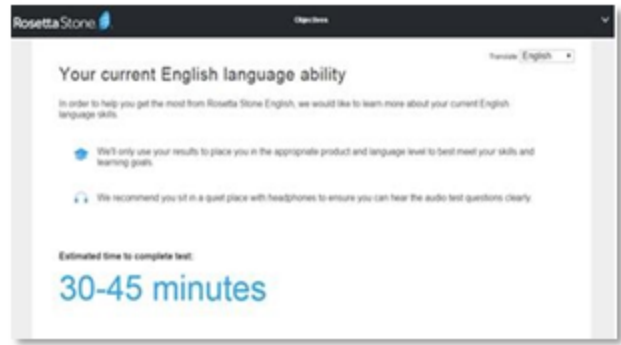 RosettaStone
Objectives
Translate English
Your current English language ability
In order to help you get the most from Rosetta Stone English, we would like to learn more about your current English
language skills.
We'll only use your results to place you in the appropriate product and language level to best meet your skills and
learning goals.
We recommend you sit in a quiet place with headphones to ensure you can hear the audio test questions clearly.
Estimated time to complete test:
30-45 minutes